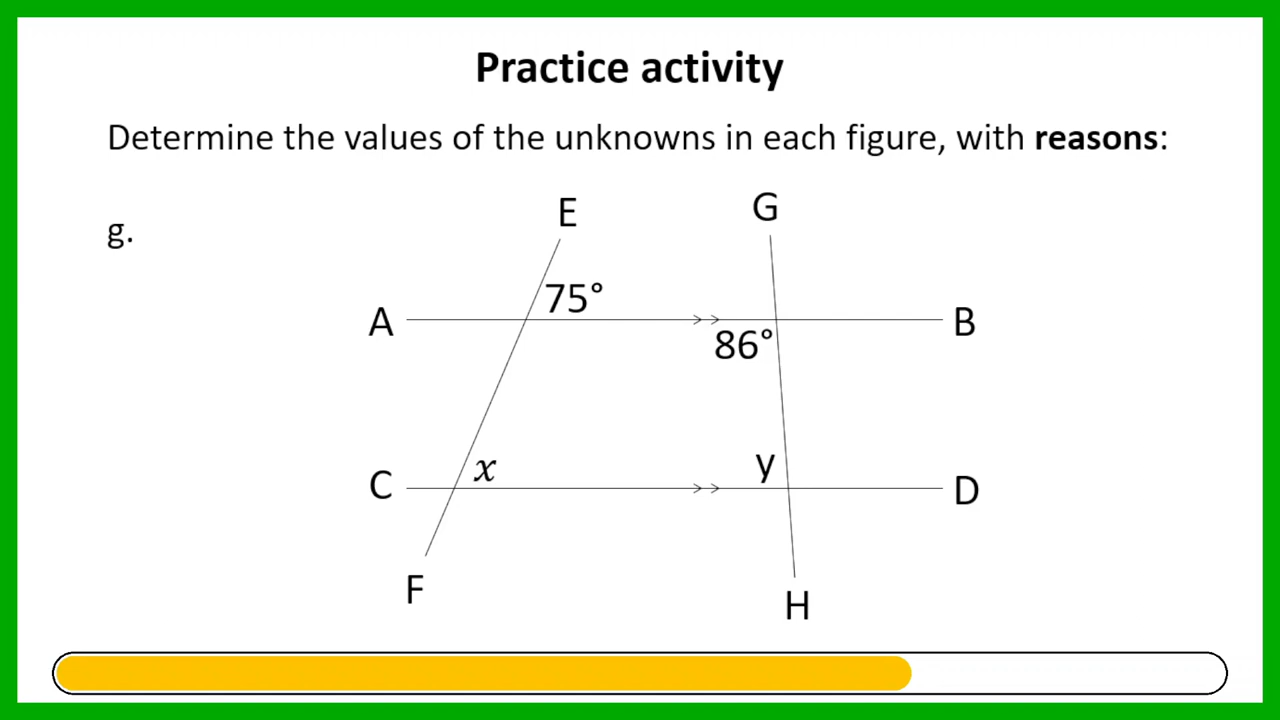 Practice activity
Determine the values of the unknowns in each figure, with reasons:
g.
E G
75°
A B
86°
x y
C D
F H